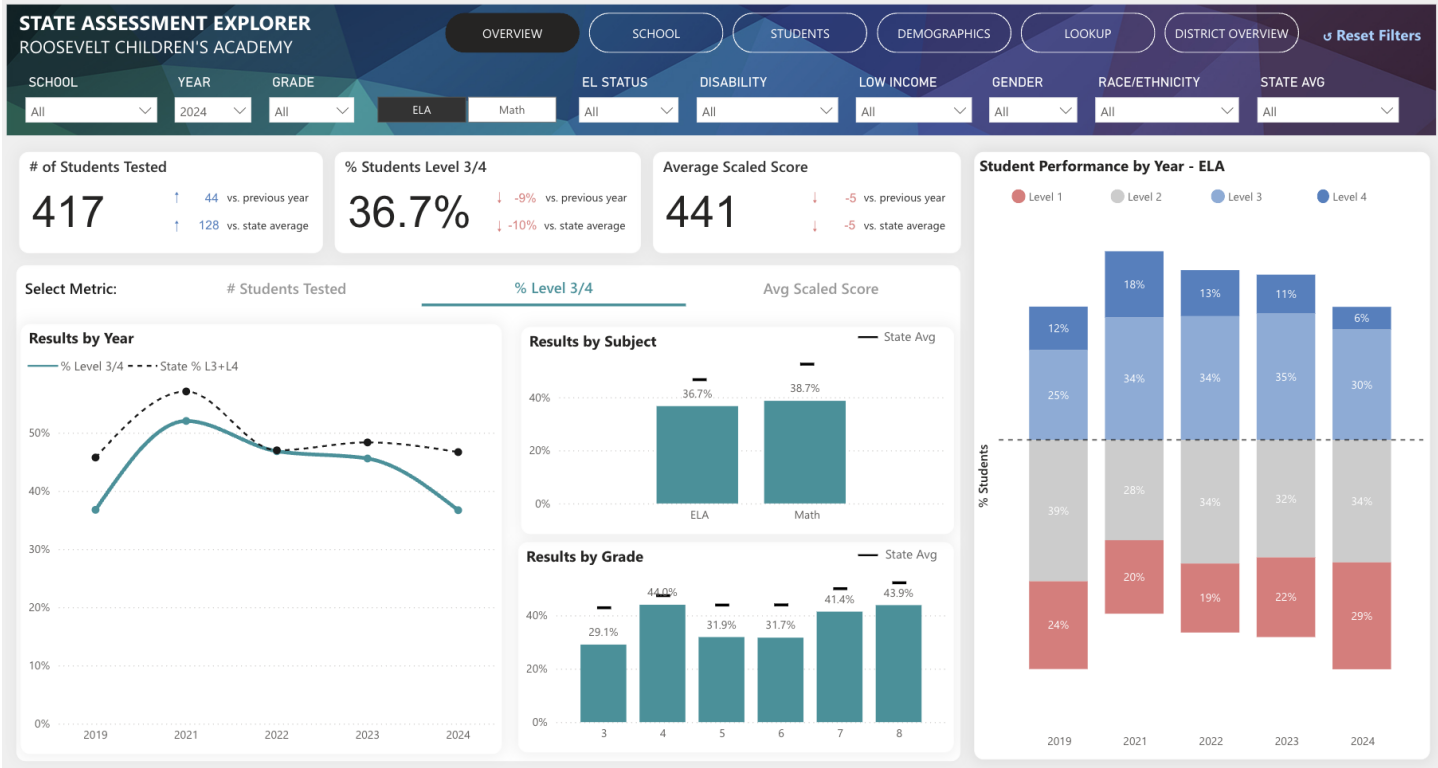 STATE ASSESSMENT EXPLORER
ROOSEVELT CHILDREN'S ACADEMY
OVERVIEW SCHOOL STUDENTS DEMOGRAPHICS LOOKUP DISTRICT OVERVIEW ↺ Reset Filters
SCHOOL YEAR GRADE EL STATUS DISABILITY LOW INCOME GENDER RACE/ETHNICITY STATE AVG
All 2024 All ELA Math All All All All All All
# of Students Tested
417
↑ 44 vs. previous year
↑ 128 vs. state average
% Students Level 3/4
36.7%
↓ -9% vs. previous year
↓ -10% vs. state average
Average Scaled Score
441
↓ -5 vs. previous year
↓ -5 vs. state average
Select Metric: # Students Tested % Level 3/4 Avg Scaled Score
Results by Year
% Level 3/4 State % L3+L4
50%
40%
30%
20%
10%
0%
2019 2021 2022 2023 2024
Results by Subject
State Avg
36.7% 38.7%
40%
20%
0%
ELA Math
Results by Grade
State Avg
29.1% 44.0% 31.9% 31.7% 41.4% 43.9%
40%
20%
0%
3 4 5 6 7 8
Student Performance by Year - ELA
Level 1 Level 2 Level 3 Level 4
% Students
12% 18% 13% 11% 6%
25% 34% 34% 35% 30%
39% 28% 34% 32% 34%
24% 20% 19% 22% 29%
2019 2021 2022 2023 2024